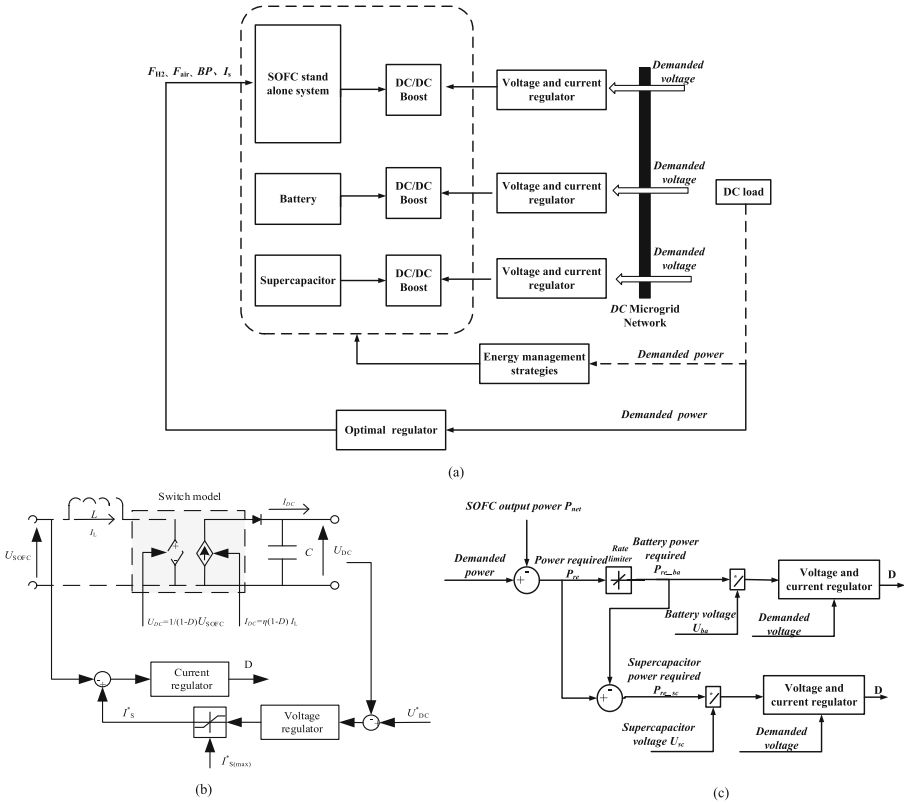 F_H2、F_air、BP、I_s
SOFC stand
alone system
DC/DC
Boost
Voltage and current
regulator
Demanded
voltage
Battery
DC/DC
Boost
Voltage and current
regulator
Demanded
voltage
DC load
Supercapacitor
DC/DC
Boost
Voltage and current
regulator
Demanded
voltage
DC Microgrid
Network
Energy management
strategies
Demanded power
Optimal regulator
Demanded power
(a)
Switch model
L
I_L
I_DC
U_SOFC
C
U_DC
U_DC=1/(1-D)U_SOFC
I_DC=η(1-D) I_L
Current
regulator
D
I*_S
Voltage
regulator
U*_DC
I*_S(max)
(b)
SOFC output power P_net
Demanded
power
Power required
P_re
Rate
limiter
Battery power
required
P_re_ba
Battery voltage
U_ba
Voltage and
current regulator
D
Demanded
voltage
Supercapacitor
power required
P_re_sc
Supercapacitor
voltage U_sc
Voltage and
current regulator
D
Demanded
voltage
(c)